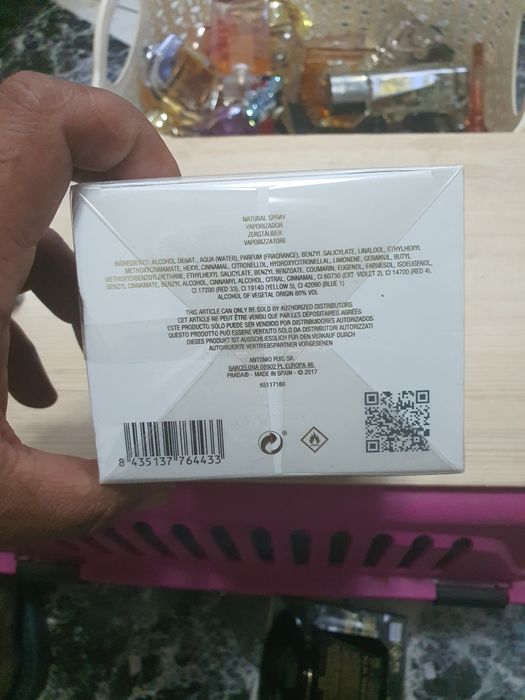 NATURAL SPRAY
VAPORIZADOR
ZERSTÄUBER
VAPORIZZATORE
INGREDIENTS: ALCOHOL DENAT., AQUA (WATER), PARFUM (FRAGRANCE), BENZYL SALICYLATE, LINALOOL, ETHYLHEXYL
METHOXYCINNAMATE, HEXYL CINNAMAL, CITRONELLOL, HYDROXYCITRONELLAL, LIMONENE, GERANIOL, BUTYL
METHOXYDIBENZOYLMETHANE, ETHYLHEXYL SALICYLATE, BENZYL BENZOATE, COUMARIN, EUGENOL, FARNESOL, ISOEUGENOL,
BENZYL CINNAMATE, BENZYL ALCOHOL, CINNAMYL ALCOHOL, CITRAL, CINNAMAL, CI 60730 (EXT. VIOLET 2), CI 14700 (RED 4),
CI 17200 (RED 33), CI 19140 (YELLOW 5), CI 42090 (BLUE 1)
ALCOHOL OF VEGETAL ORIGIN 80% VOL
THIS ARTICLE CAN ONLY BE SOLD BY AUTHORIZED DISTRIBUTORS
CET ARTICLE NE PEUT ÊTRE VENDU QUE PAR LES DÉPOSITAIRES AGRÉÉS
ESTE PRODUCTO SÓLO PUEDE SER VENDIDO POR DISTRIBUIDORES AUTORIZADOS
QUESTO PRODOTTO PUÒ ESSERE VENDUTO SOLO DA DISTRIBUTORI AUTORIZZATI
DIESES PRODUKT IST AUSSCHLIESSLICH FÜR DEN VERKAUF DURCH
AUTORISIERTE VERTRIEBSPARTNER VORGESEHEN
ANTONIO PUIG SA
BARCELONA 08902 PL EUROPA 46
PRADA® - MADE IN SPAIN - © 2017
65117180
8 435137 764433